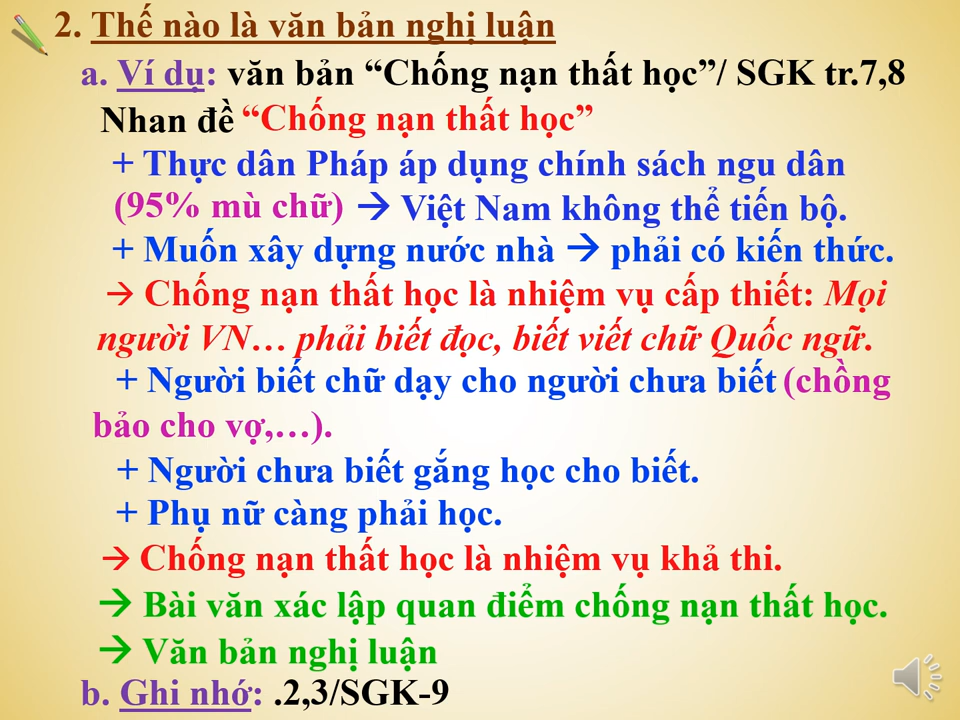 2. Thế nào là văn bản nghị luận
a. Ví dụ: văn bản “Chống nạn thất học”/ SGK tr.7,8
Nhan đề “Chống nạn thất học”
+ Thực dân Pháp áp dụng chính sách ngu dân
(95% mù chữ) → Việt Nam không thể tiến bộ.
+ Muốn xây dựng nước nhà → phải có kiến thức.
→ Chống nạn thất học là nhiệm vụ cấp thiết: Mọi
người VN… phải biết đọc, biết viết chữ Quốc ngữ.
+ Người biết chữ dạy cho người chưa biết (chồng
bảo cho vợ,…).
+ Người chưa biết gắng học cho biết.
+ Phụ nữ càng phải học.
→ Chống nạn thất học là nhiệm vụ khả thi.
→ Bài văn xác lập quan điểm chống nạn thất học.
→ Văn bản nghị luận
b. Ghi nhớ: .2,3/SGK-9